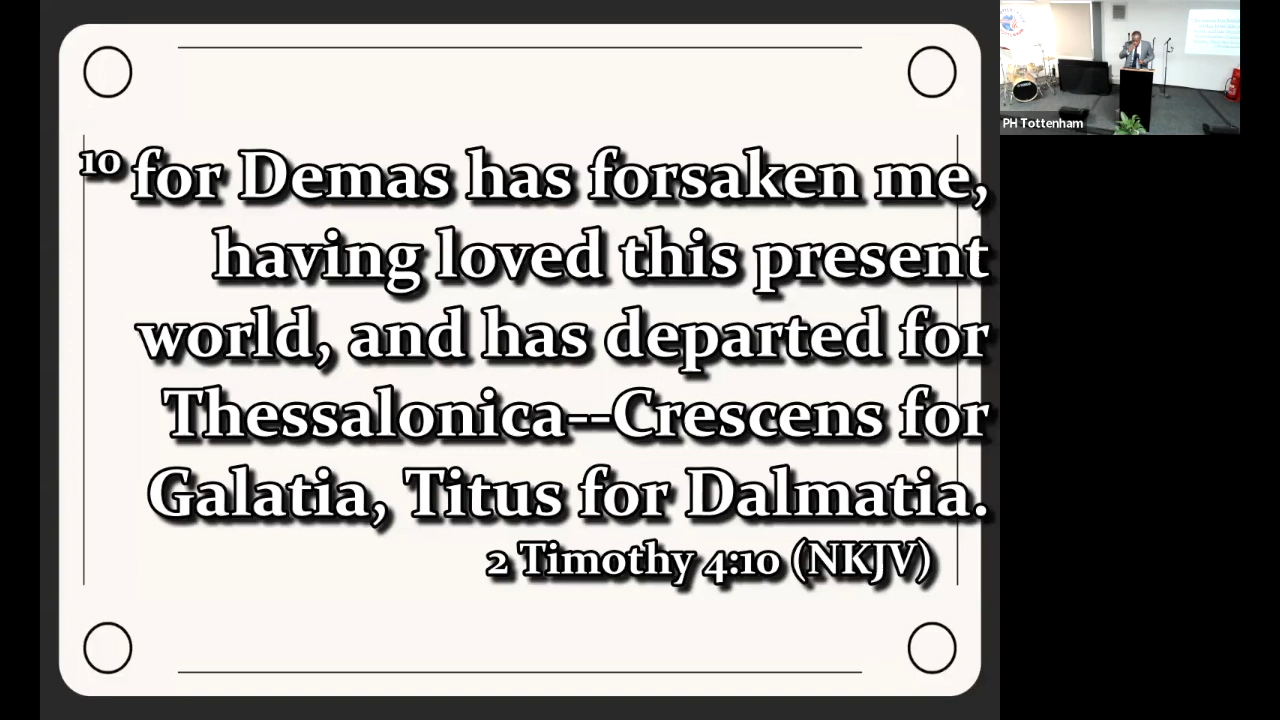 10 for Demas has forsaken me,
having loved this present
world, and has departed for
Thessalonica--Crescens for
Galatia, Titus for Dalmatia.
2 Timothy 4:10 (NKJV)
PH Tottenham